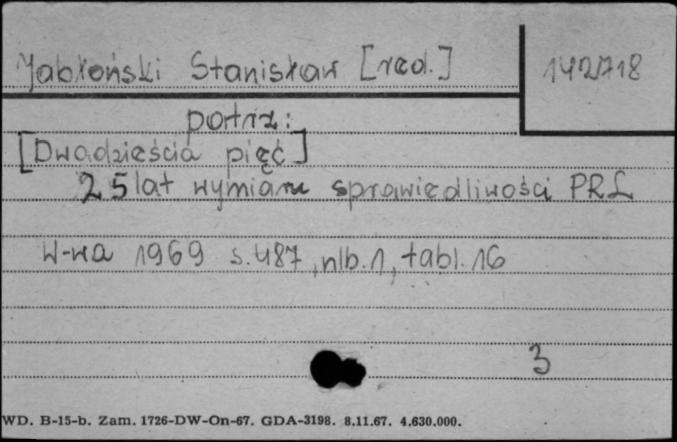 Jabłoński Stanisław [red.]
142718
patrz:
[Dwadzieścia pięć]
25 lat wymiaru sprawiedliwości PRL
W-wa 1969 s.487, nlb.1, tabl.16
3
WD. B-15-b. Zam. 1726-DW-On-67. GDA-3198. 8.11.67. 4.630.000.